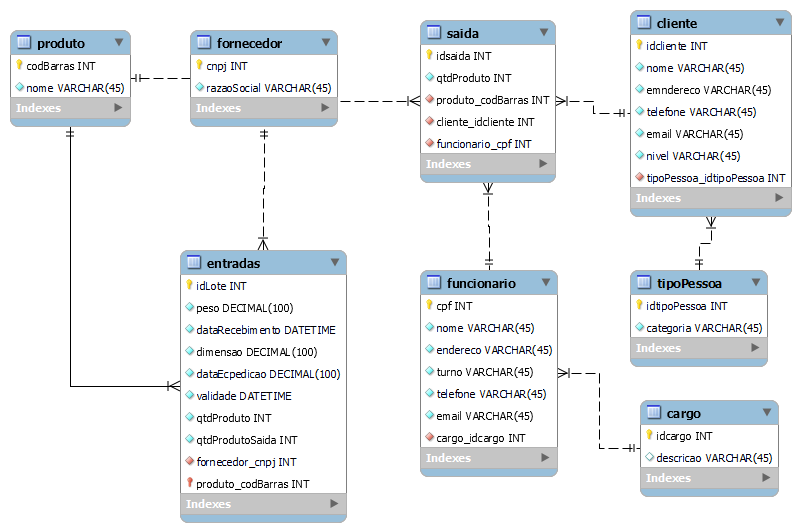 produto
codBarras INT
nome VARCHAR(45)
Indexes
fornecedor
cnpj INT
razaoSocial VARCHAR(45)
Indexes
saida
idsaida INT
qtdProduto INT
produto_codBarras INT
cliente_idcliente INT
funcionario_cpf INT
Indexes
cliente
idcliente INT
nome VARCHAR(45)
emndereco VARCHAR(45)
telefone VARCHAR(45)
email VARCHAR(45)
nivel VARCHAR(45)
tipoPessoa_idtipoPessoa INT
Indexes
entradas
idLote INT
peso DECIMAL(100)
dataRecebimento DATETIME
dimensao DECIMAL(100)
dataEcpedicao DECIMAL(100)
validade DATETIME
qtdProduto INT
qtdProdutoSaida INT
fornecedor_cnpj INT
produto_codBarras INT
Indexes
funcionario
cpf INT
nome VARCHAR(45)
endereco VARCHAR(45)
turno VARCHAR(45)
telefone VARCHAR(45)
email VARCHAR(45)
cargo_idcargo INT
Indexes
tipoPessoa
idtipoPessoa INT
categoria VARCHAR(45)
Indexes
cargo
idcargo INT
descricao VARCHAR(45)
Indexes